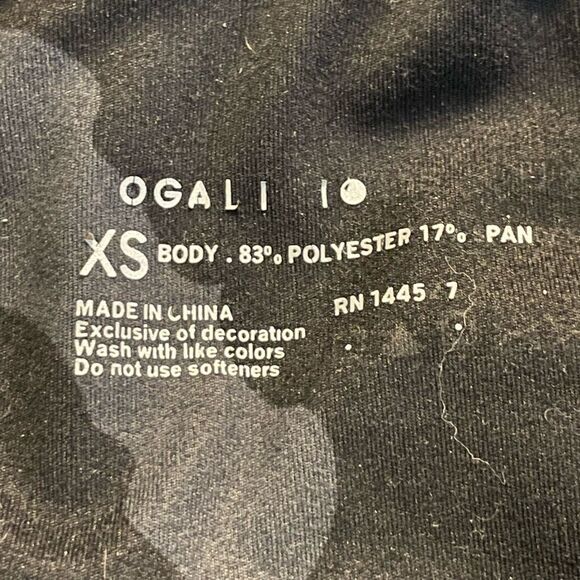 OGALI I
XS BODY . 83% POLYESTER 17% PAN
RN 1445 7
MADE IN CHINA
Exclusive of decoration
Wash with like colors
Do not use softeners